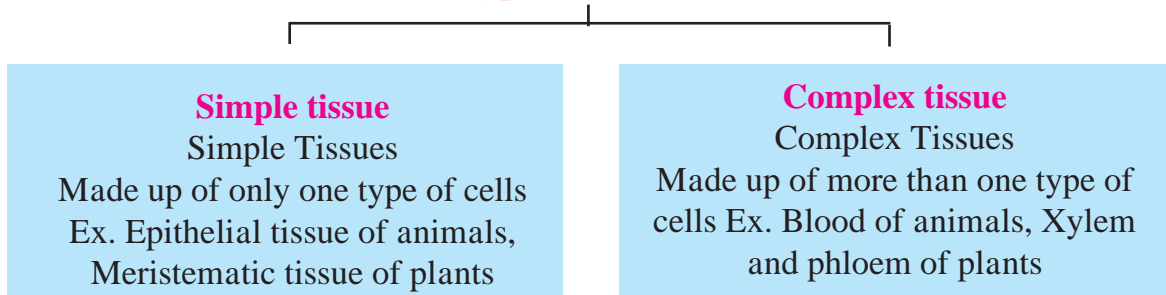 Simple tissue
Simple Tissues
Made up of only one type of cells
Ex. Epithelial tissue of animals,
Meristematic tissue of plants
Complex tissue
Complex Tissues
Made up of more than one type of
cells Ex. Blood of animals, Xylem
and phloem of plants